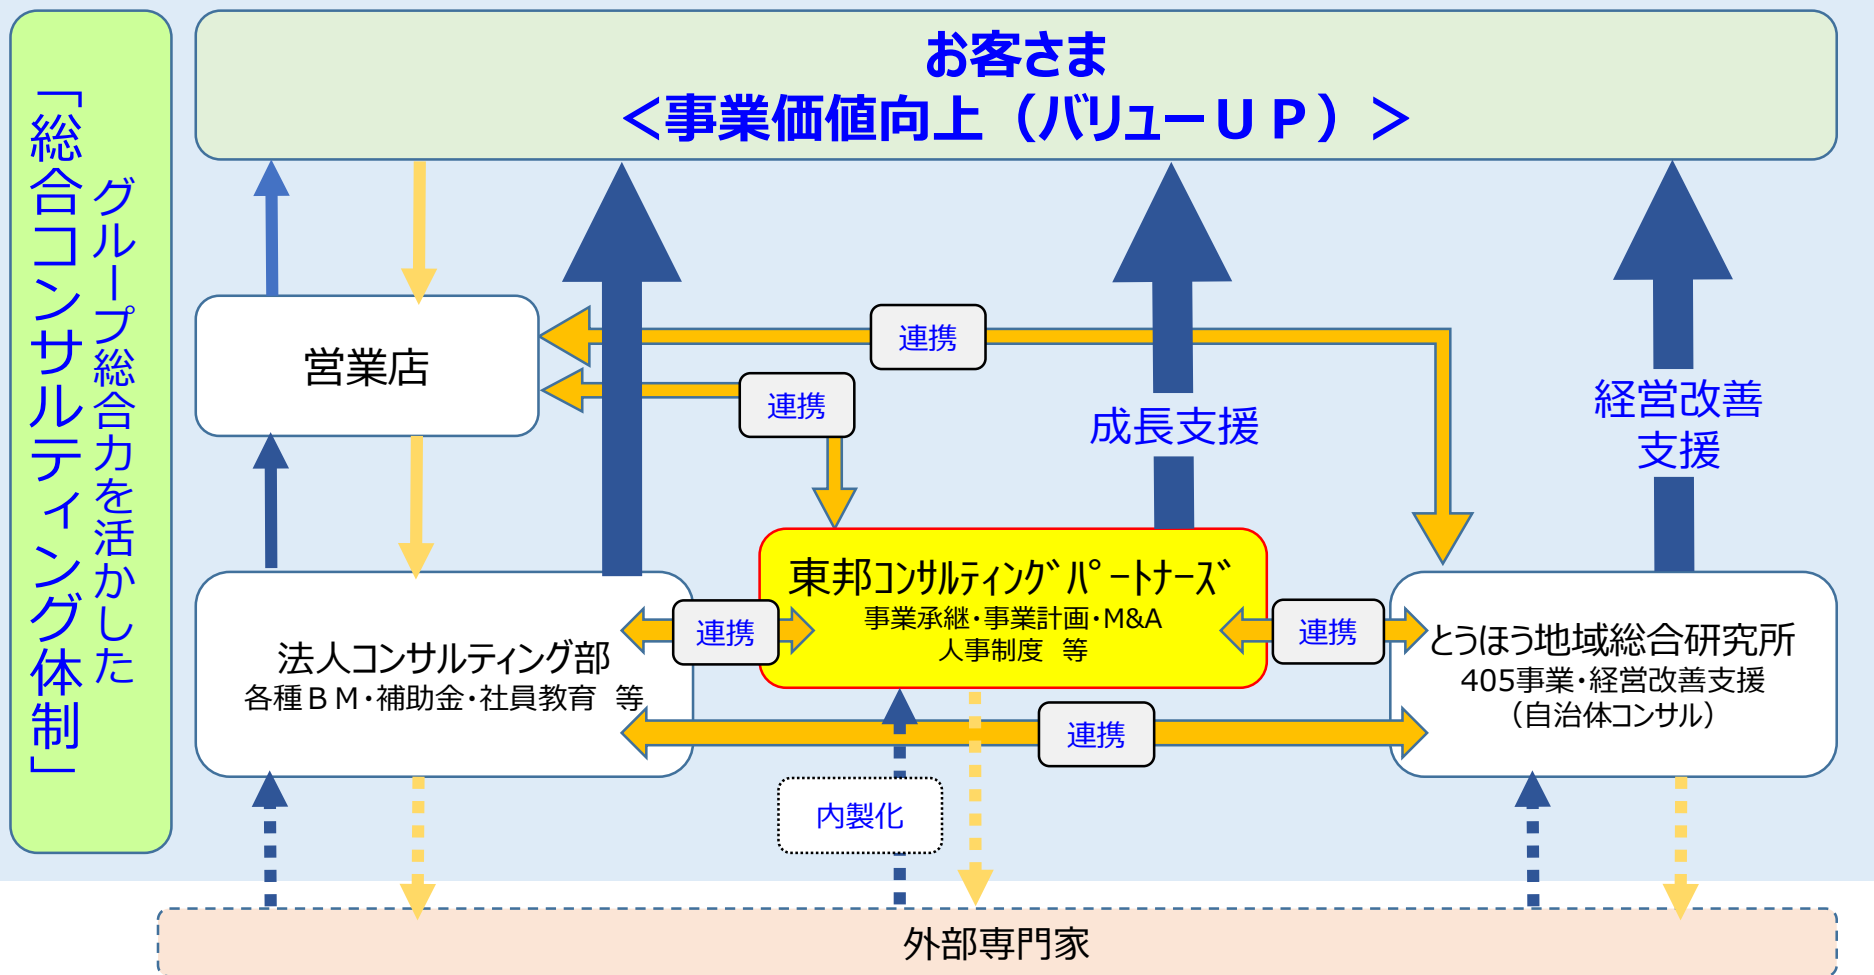 グループ総合力を活かした
「総合コンサルティング体制」
お客さま
＜事業価値向上（バリューＵＰ）＞
営業店
連携
連携
成長支援
経営改善
支援
東邦ｺﾝｻﾙﾃｨﾝｸﾞﾊﾟｰﾄﾅｰｽﾞ
事業承継・事業計画・M&A
人事制度　等
法人コンサルティング部
各種ＢＭ・補助金・社員教育　等
連携
連携
とうほう地域総合研究所
405事業・経営改善支援
（自治体コンサル）
連携
内製化
外部専門家